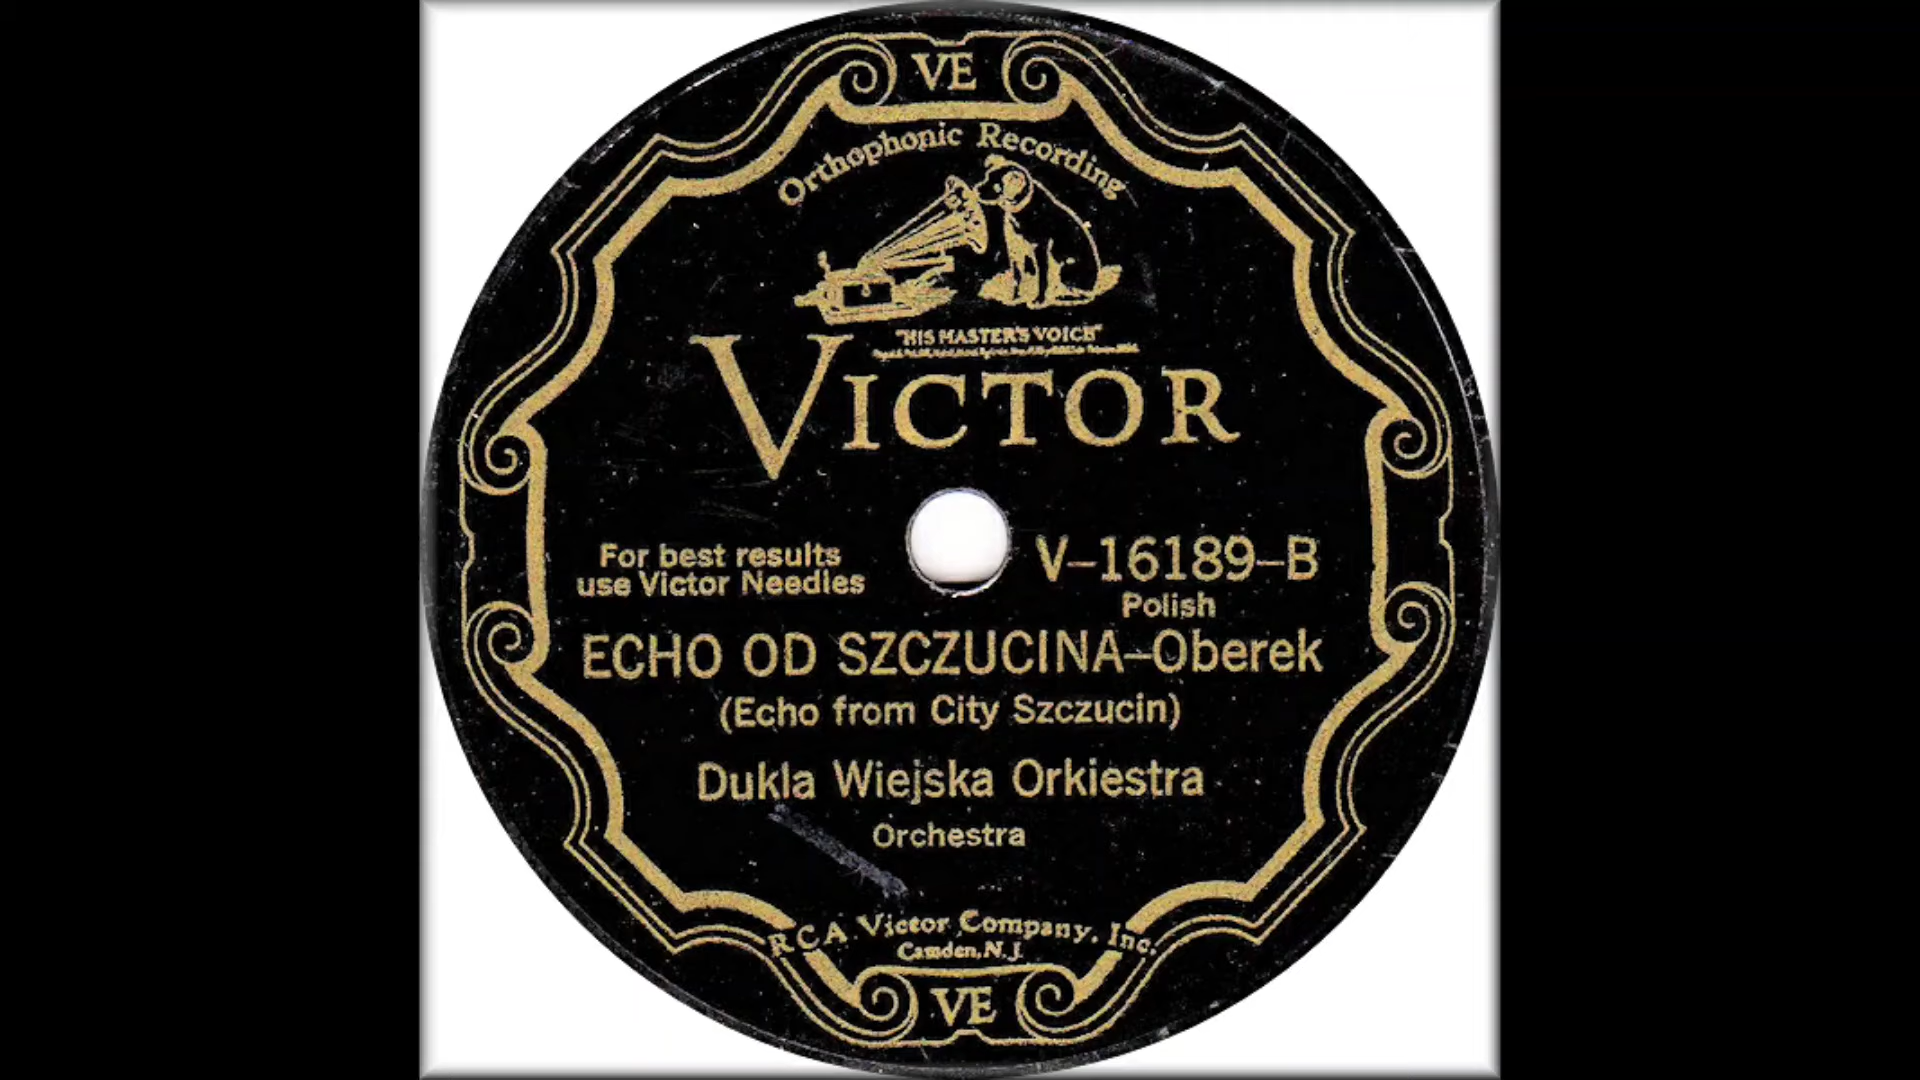 VE
Orthophonic Recording
"HIS MASTER'S VOICE"
VICTOR
For best results
use Victor Needles
V-16189-B
Polish
ECHO OD SZCZUCINA-Oberek
(Echo from City Szczucin)
Dukla Wiejska Orkiestra
Orchestra
RCA Victor Company, Inc.
Camden, N. J.
VE